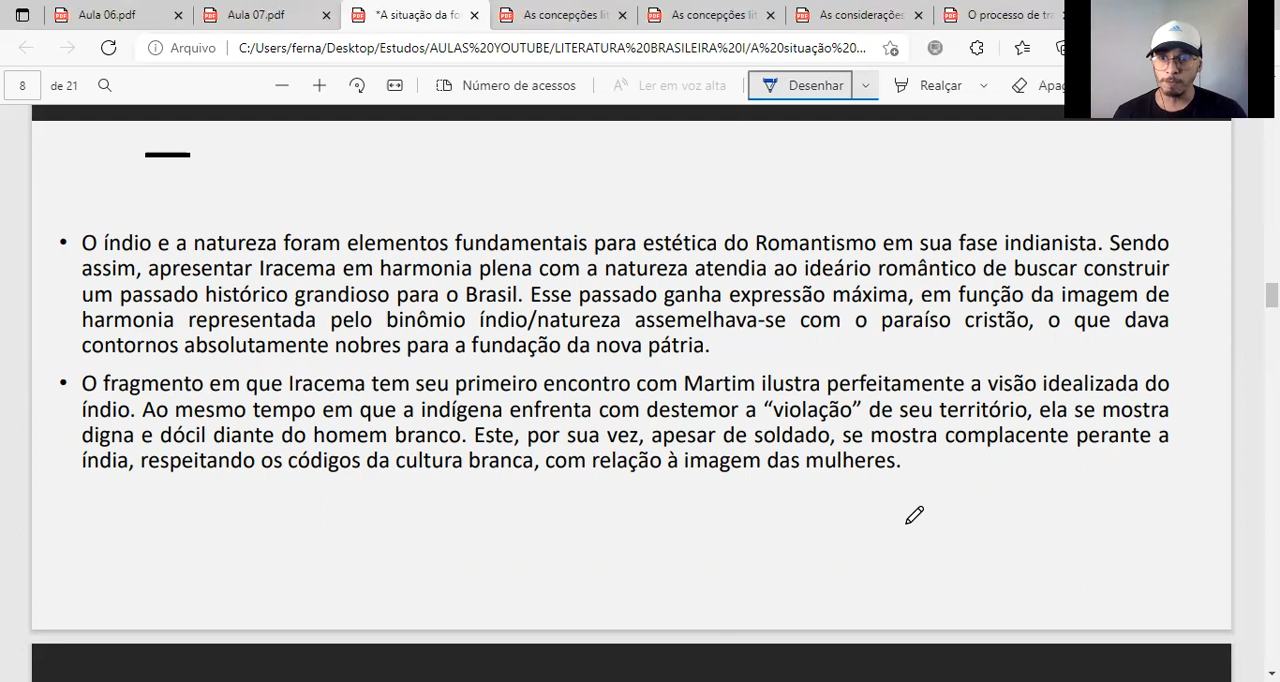 Aula 06.pdf
Aula 07.pdf
*A situação da fo
As concepções lit
As concepções lit
As considerações
O processo de tra
Arquivo
C:/Users/ferna/Desktop/Estudos/AULAS%20YOUTUBE/LITERATURA%20BRASILEIRA%20I/A%20situação%20...
8 de 21
Número de acessos
Ler em voz alta
Desenhar
Realçar
Apag
• O índio e a natureza foram elementos fundamentais para estética do Romantismo em sua fase indianista. Sendo
assim, apresentar Iracema em harmonia plena com a natureza atendia ao ideário romântico de buscar construir
um passado histórico grandioso para o Brasil. Esse passado ganha expressão máxima, em função da imagem de
harmonia representada pelo binômio índio/natureza assemelhava-se com o paraíso cristão, o que dava
contornos absolutamente nobres para a fundação da nova pátria.
• O fragmento em que Iracema tem seu primeiro encontro com Martim ilustra perfeitamente a visão idealizada do
índio. Ao mesmo tempo em que a indígena enfrenta com destemor a “violação” de seu território, ela se mostra
digna e dócil diante do homem branco. Este, por sua vez, apesar de soldado, se mostra complacente perante a
índia, respeitando os códigos da cultura branca, com relação à imagem das mulheres.